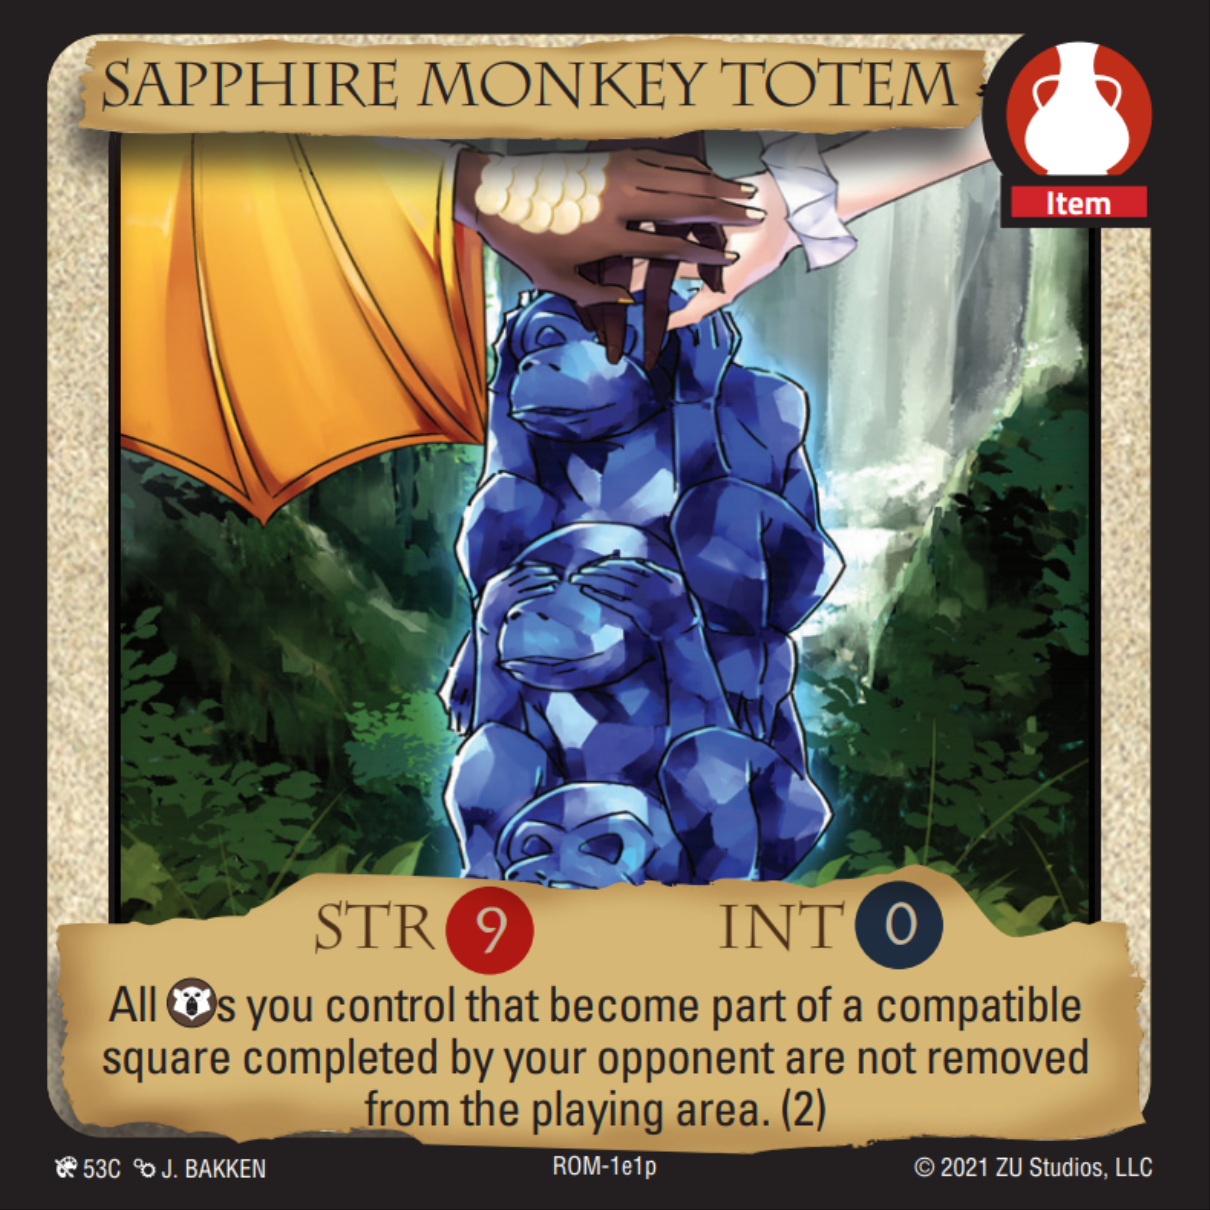 SAPPHIRE MONKEY TOTEM
Item
STR 9 INT 0
All s you control that become part of a compatible
square completed by your opponent are not removed
from the playing area. (2)
53C J. BAKKEN ROM-1e1p © 2021 ZU Studios, LLC